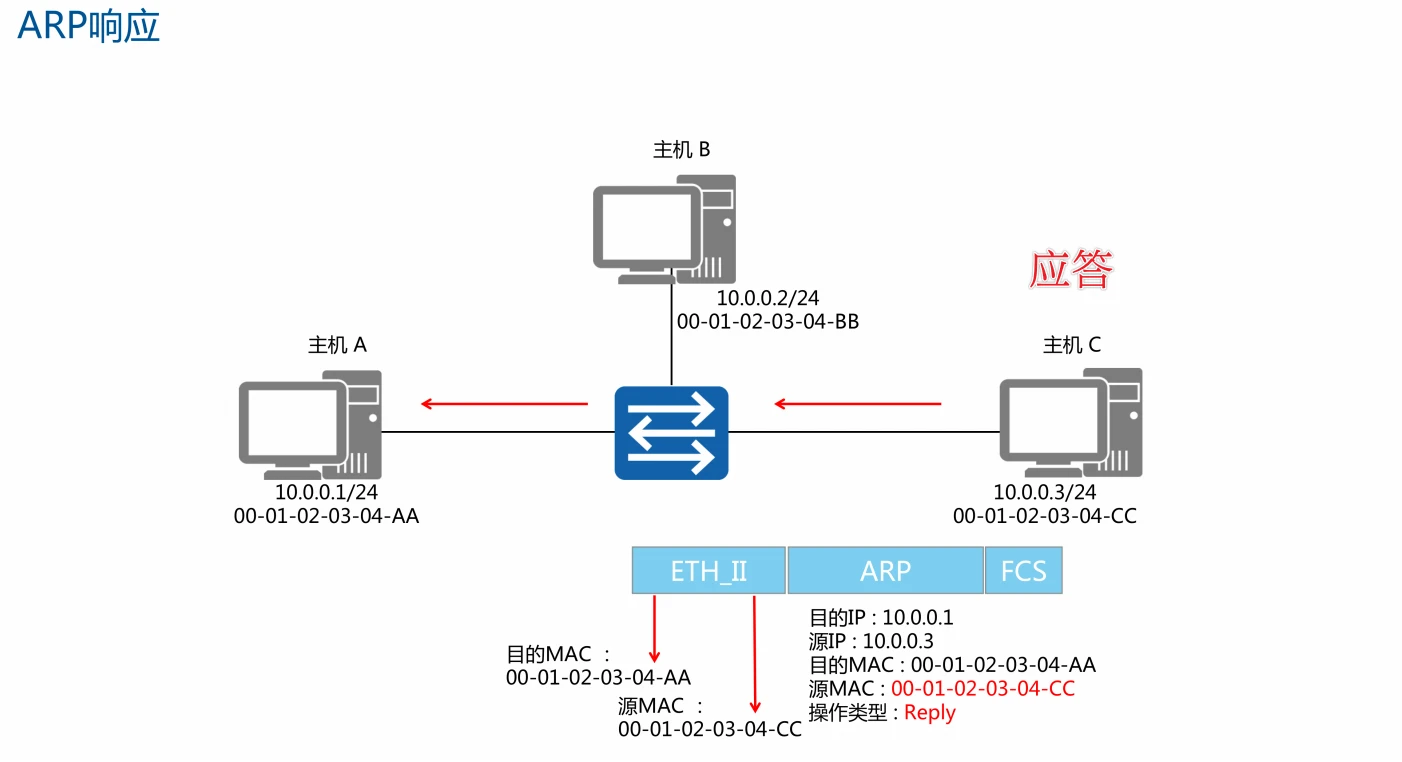 ARP响应
主机 B
应答
10.0.0.2/24
00-01-02-03-04-BB
主机 A
主机 C
10.0.0.1/24
00-01-02-03-04-AA
10.0.0.3/24
00-01-02-03-04-CC
ETH_II
ARP
FCS
目的MAC ：
00-01-02-03-04-AA
源MAC ：
00-01-02-03-04-CC
目的IP : 10.0.0.1
源IP : 10.0.0.3
目的MAC : 00-01-02-03-04-AA
源MAC : 00-01-02-03-04-CC
操作类型 : Reply